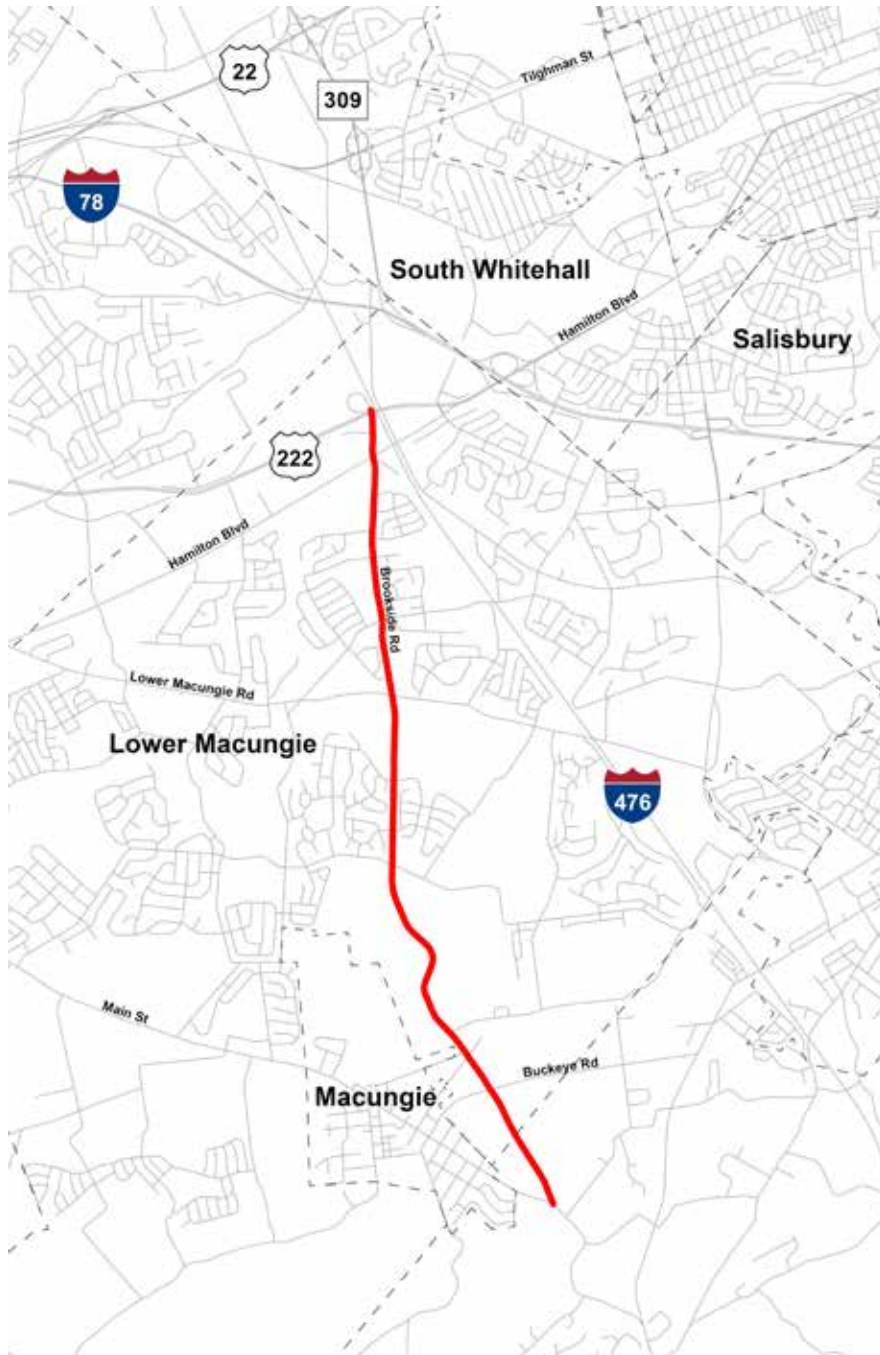 22
Tilghman St
309
78
South Whitehall
Hamilton Blvd
Salisbury
222
Hamilton Blvd
Brookside Rd
Lower Macungie Rd
Lower Macungie
476
Main St
Buckeye Rd
Macungie